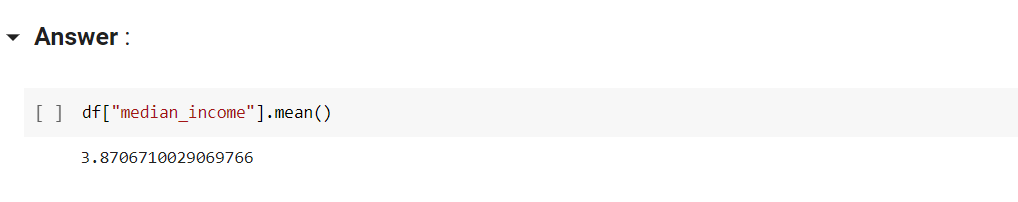 Answer :
[ ] df["median_income"].mean()
3.8706710029069766